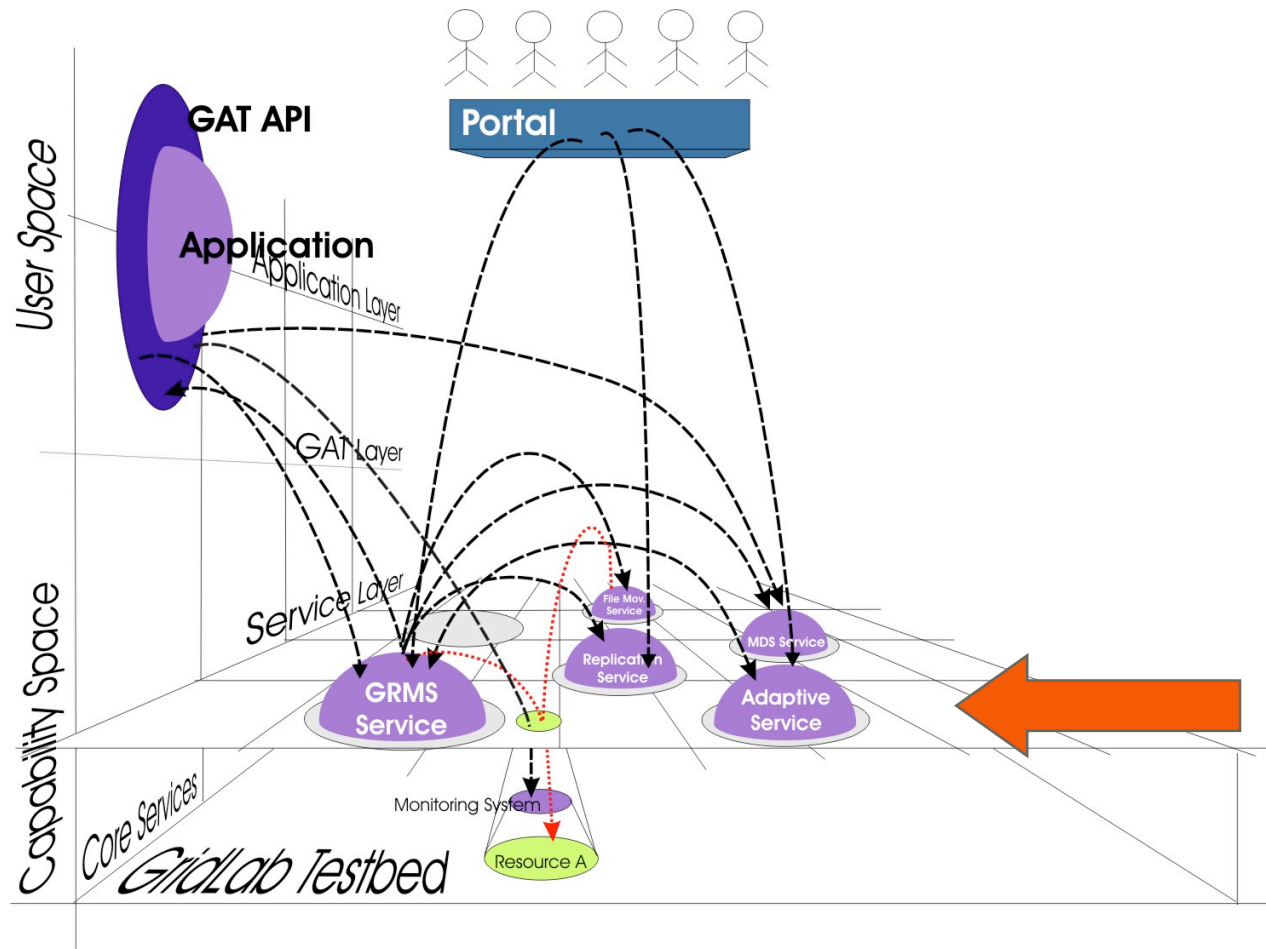 GAT API
Portal
User Space
Application
Application Layer
GAT Layer
Service Layer
File Mov.
Service
MDS Service
Replication
Service
GRMS
Service
Adaptive
Service
Capability Space
Core Services
Monitoring System
Resource A
GridLab Testbed